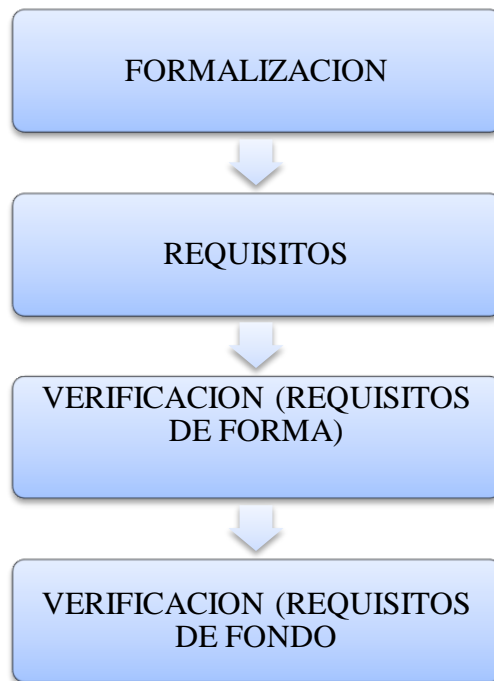 FORMALIZACION
REQUISITOS
VERIFICACION (REQUISITOS
DE FORMA)
VERIFICACION (REQUISITOS
DE FONDO